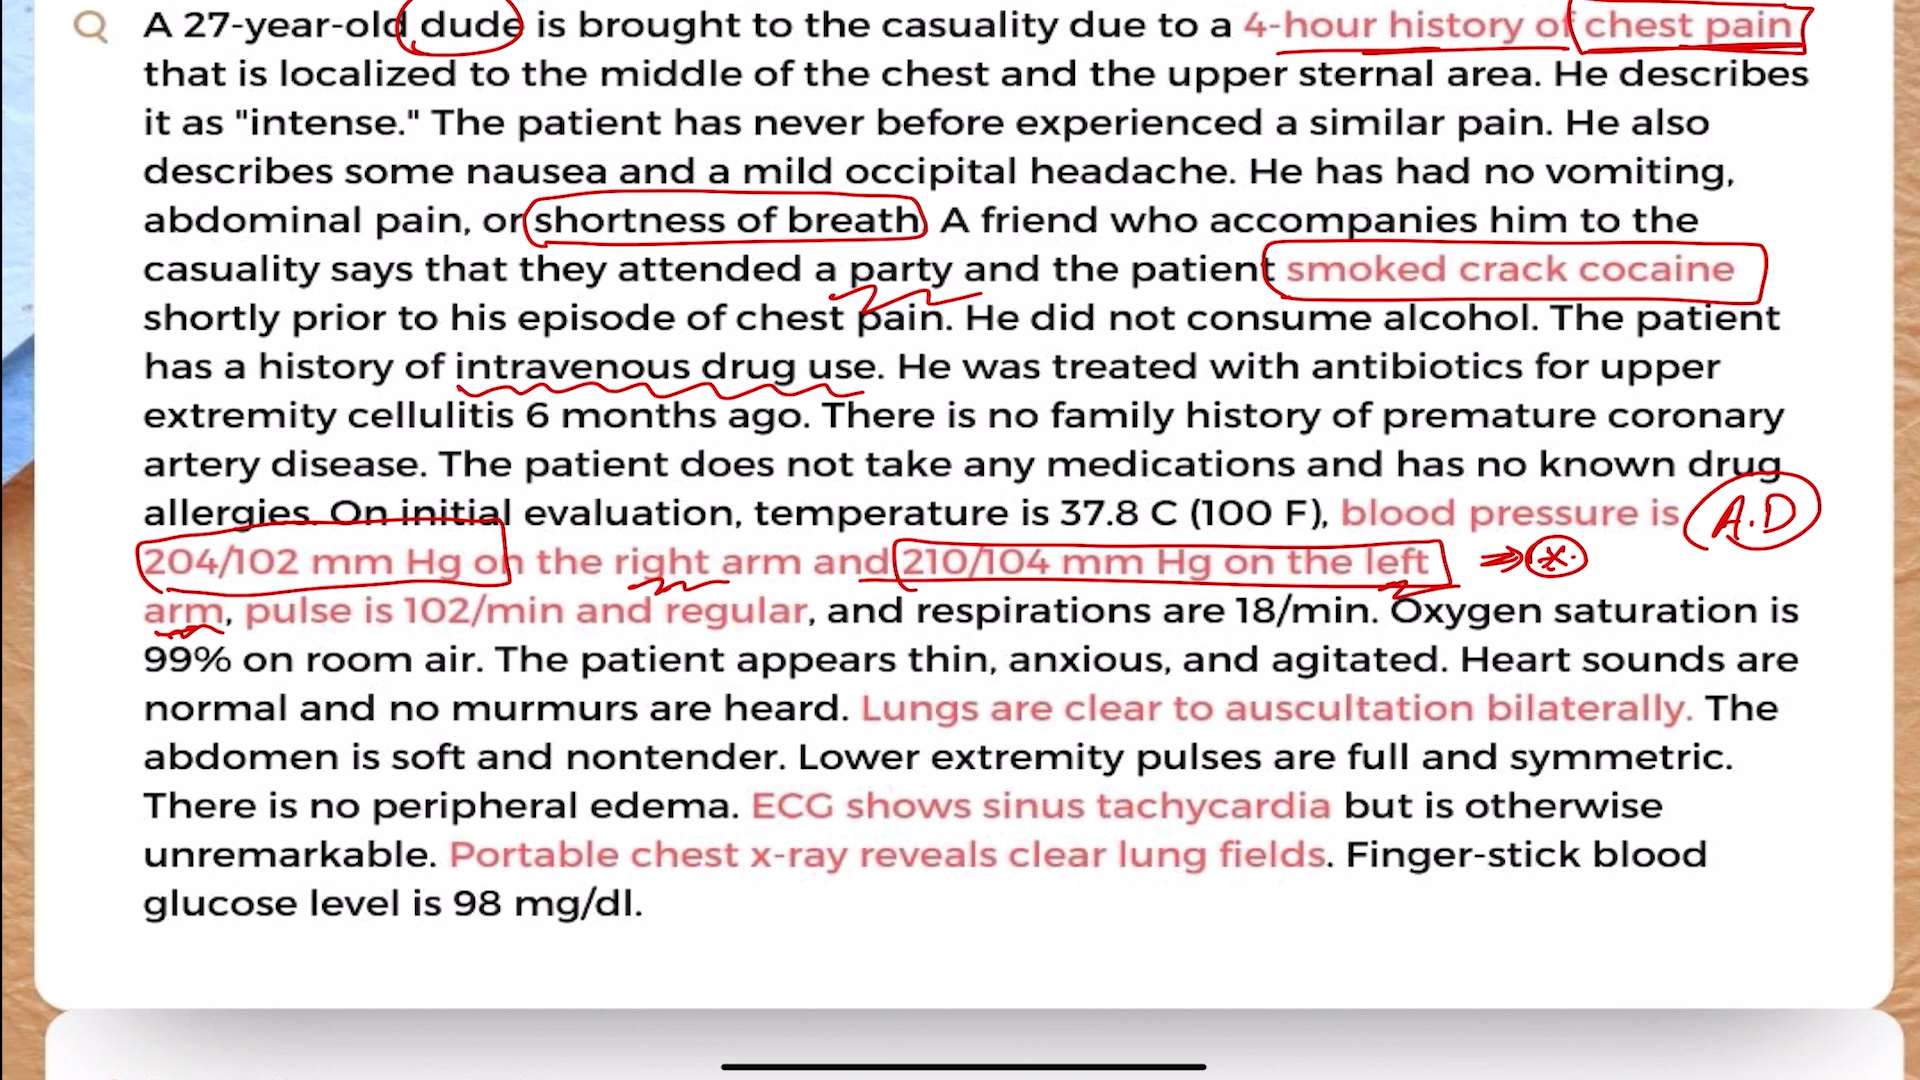 A 27-year-old dude is brought to the casuality due to a 4-hour history of chest pain
that is localized to the middle of the chest and the upper sternal area. He describes
it as "intense." The patient has never before experienced a similar pain. He also
describes some nausea and a mild occipital headache. He has had no vomiting,
abdominal pain, or shortness of breath. A friend who accompanies him to the
casuality says that they attended a party and the patient smoked crack cocaine
shortly prior to his episode of chest pain. He did not consume alcohol. The patient
has a history of intravenous drug use. He was treated with antibiotics for upper
extremity cellulitis 6 months ago. There is no family history of premature coronary
artery disease. The patient does not take any medications and has no known drug
allergies. On initial evaluation, temperature is 37.8 C (100 F), blood pressure is A.D
204/102 mm Hg on the right arm and 210/104 mm Hg on the left
arm, pulse is 102/min and regular, and respirations are 18/min. Oxygen saturation is
99% on room air. The patient appears thin, anxious, and agitated. Heart sounds are
normal and no murmurs are heard. Lungs are clear to auscultation bilaterally. The
abdomen is soft and nontender. Lower extremity pulses are full and symmetric.
There is no peripheral edema. ECG shows sinus tachycardia but is otherwise
unremarkable. Portable chest x-ray reveals clear lung fields. Finger-stick blood
glucose level is 98 mg/dl.